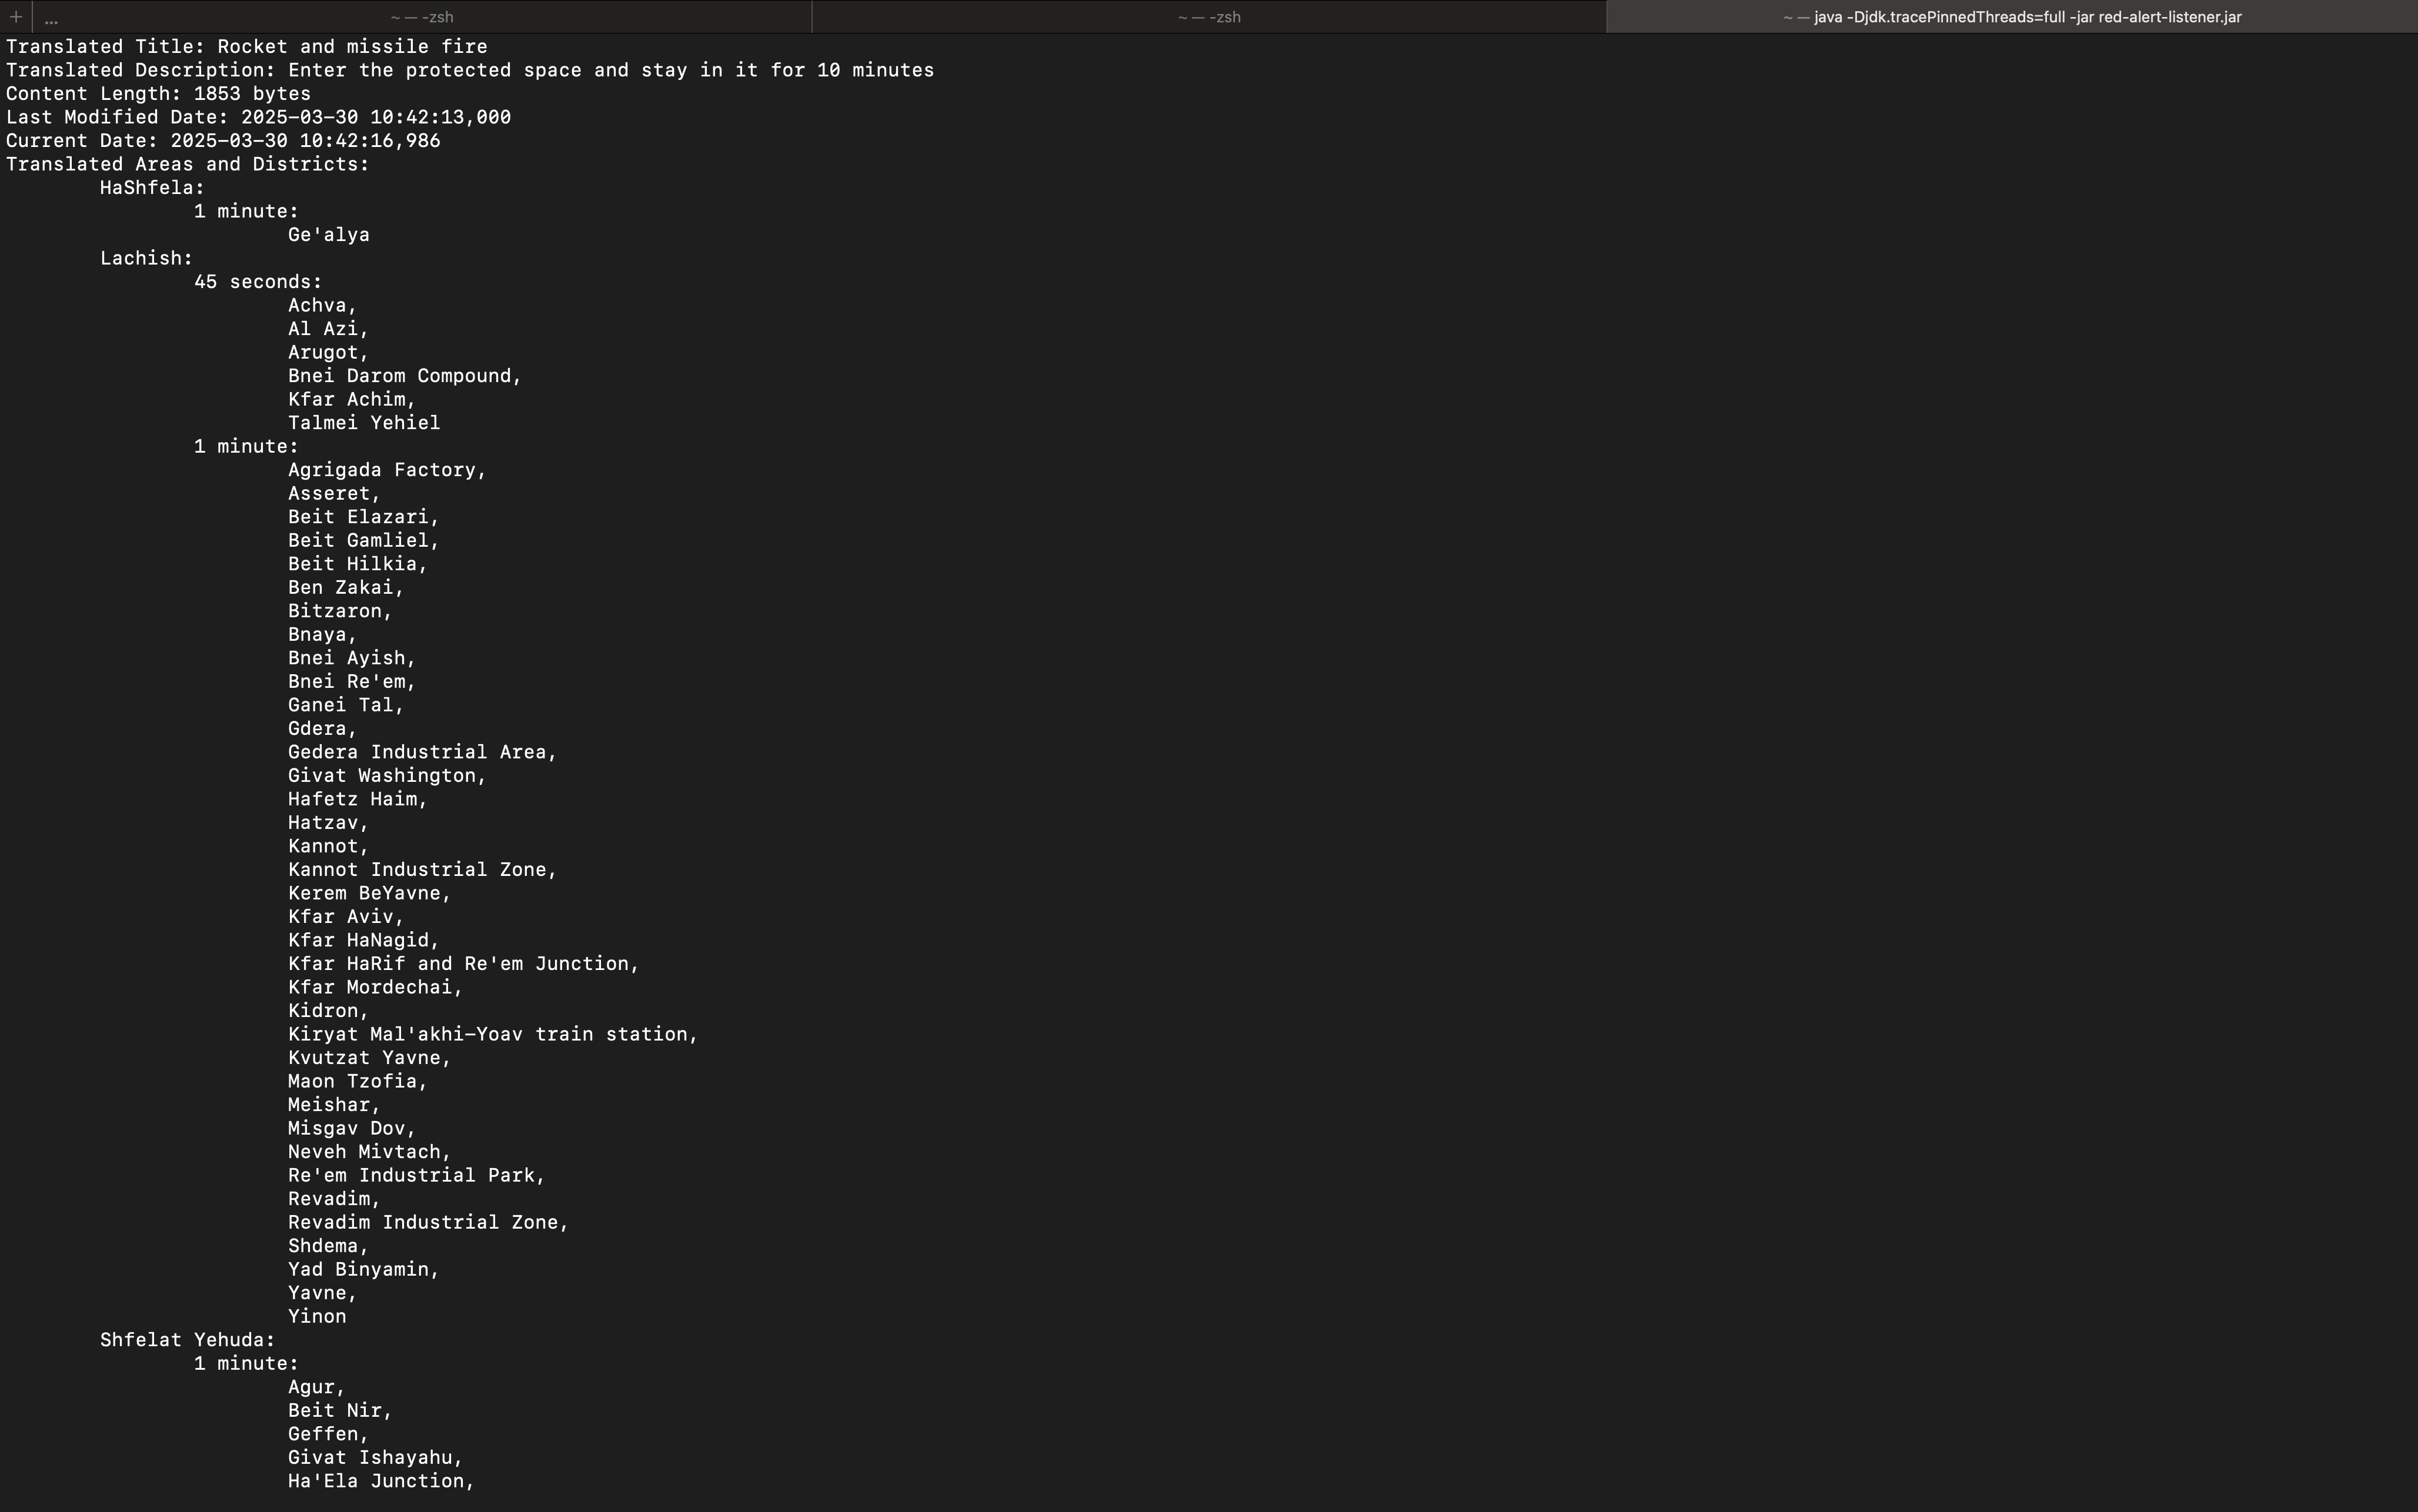 + ... ~ — -zsh ~ — -zsh ~ — java -Djdk.tracePinnedThreads=full -jar red-alert-listener.jar
Translated Title: Rocket and missile fire
Translated Description: Enter the protected space and stay in it for 10 minutes
Content Length: 1853 bytes
Last Modified Date: 2025-03-30 10:42:13,000
Current Date: 2025-03-30 10:42:16,986
Translated Areas and Districts:
HaShfela:
1 minute:
Ge'alya
Lachish:
45 seconds:
Achva,
Al Azi,
Arugot,
Bnei Darom Compound,
Kfar Achim,
Talmei Yehiel
1 minute:
Agrigada Factory,
Asseret,
Beit Elazari,
Beit Gamliel,
Beit Hilkia,
Ben Zakai,
Bitzaron,
Bnaya,
Bnei Ayish,
Bnei Re'em,
Ganei Tal,
Gdera,
Gedera Industrial Area,
Givat Washington,
Hafetz Haim,
Hatzav,
Kannot,
Kannot Industrial Zone,
Kerem BeYavne,
Kfar Aviv,
Kfar HaNagid,
Kfar HaRif and Re'em Junction,
Kfar Mordechai,
Kidron,
Kiryat Mal'akhi-Yoav train station,
Kvutzat Yavne,
Maon Tzofia,
Meishar,
Misgav Dov,
Neveh Mivtach,
Re'em Industrial Park,
Revadim,
Revadim Industrial Zone,
Shdema,
Yad Binyamin,
Yavne,
Yinon
Shfelat Yehuda:
1 minute:
Agur,
Beit Nir,
Geffen,
Givat Ishayahu,
Ha'Ela Junction,